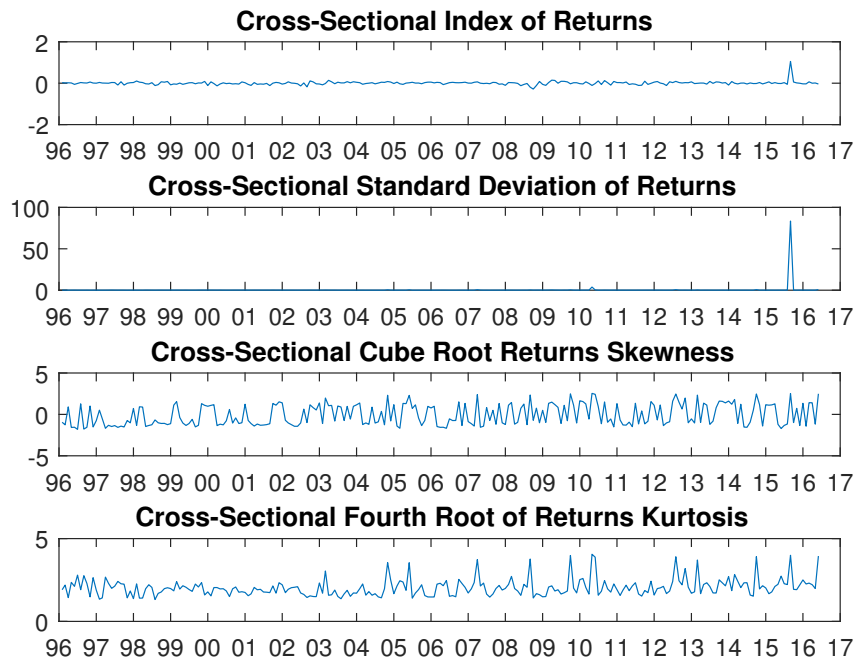 Cross-Sectional Index of Returns
2
0
-2
96 97 98 99 00 01 02 03 04 05 06 07 08 09 10 11 12 13 14 15 16 17
Cross-Sectional Standard Deviation of Returns
100
50
0
96 97 98 99 00 01 02 03 04 05 06 07 08 09 10 11 12 13 14 15 16 17
Cross-Sectional Cube Root Returns Skewness
5
0
-5
96 97 98 99 00 01 02 03 04 05 06 07 08 09 10 11 12 13 14 15 16 17
Cross-Sectional Fourth Root of Returns Kurtosis
5
0
96 97 98 99 00 01 02 03 04 05 06 07 08 09 10 11 12 13 14 15 16 17